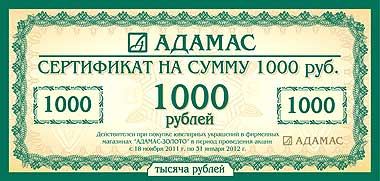 АДАМАС
СЕРТИФИКАТ НА СУММУ 1000 руб.
1000
1000
рублей
1000
Действителен при покупке ювелирных украшений в фирменных
магазинах "АДАМАС-ЗОЛОТО" в период проведения акции
с 18 ноября 2011 г. по 31 января 2012 г.
АДАМАС
тысяча рублей